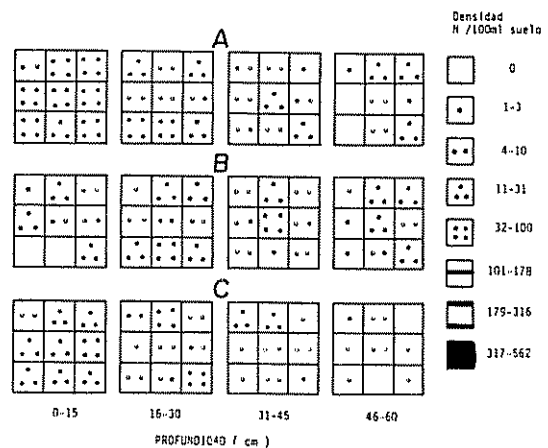 Densidad
N /100ml suelo
A
0
1-3
4-10
B
11-31
32-100
101-178
C
179-316
317-562
0-15 16-30 31-45 46-60
PROFUNDIDAD ( cm )